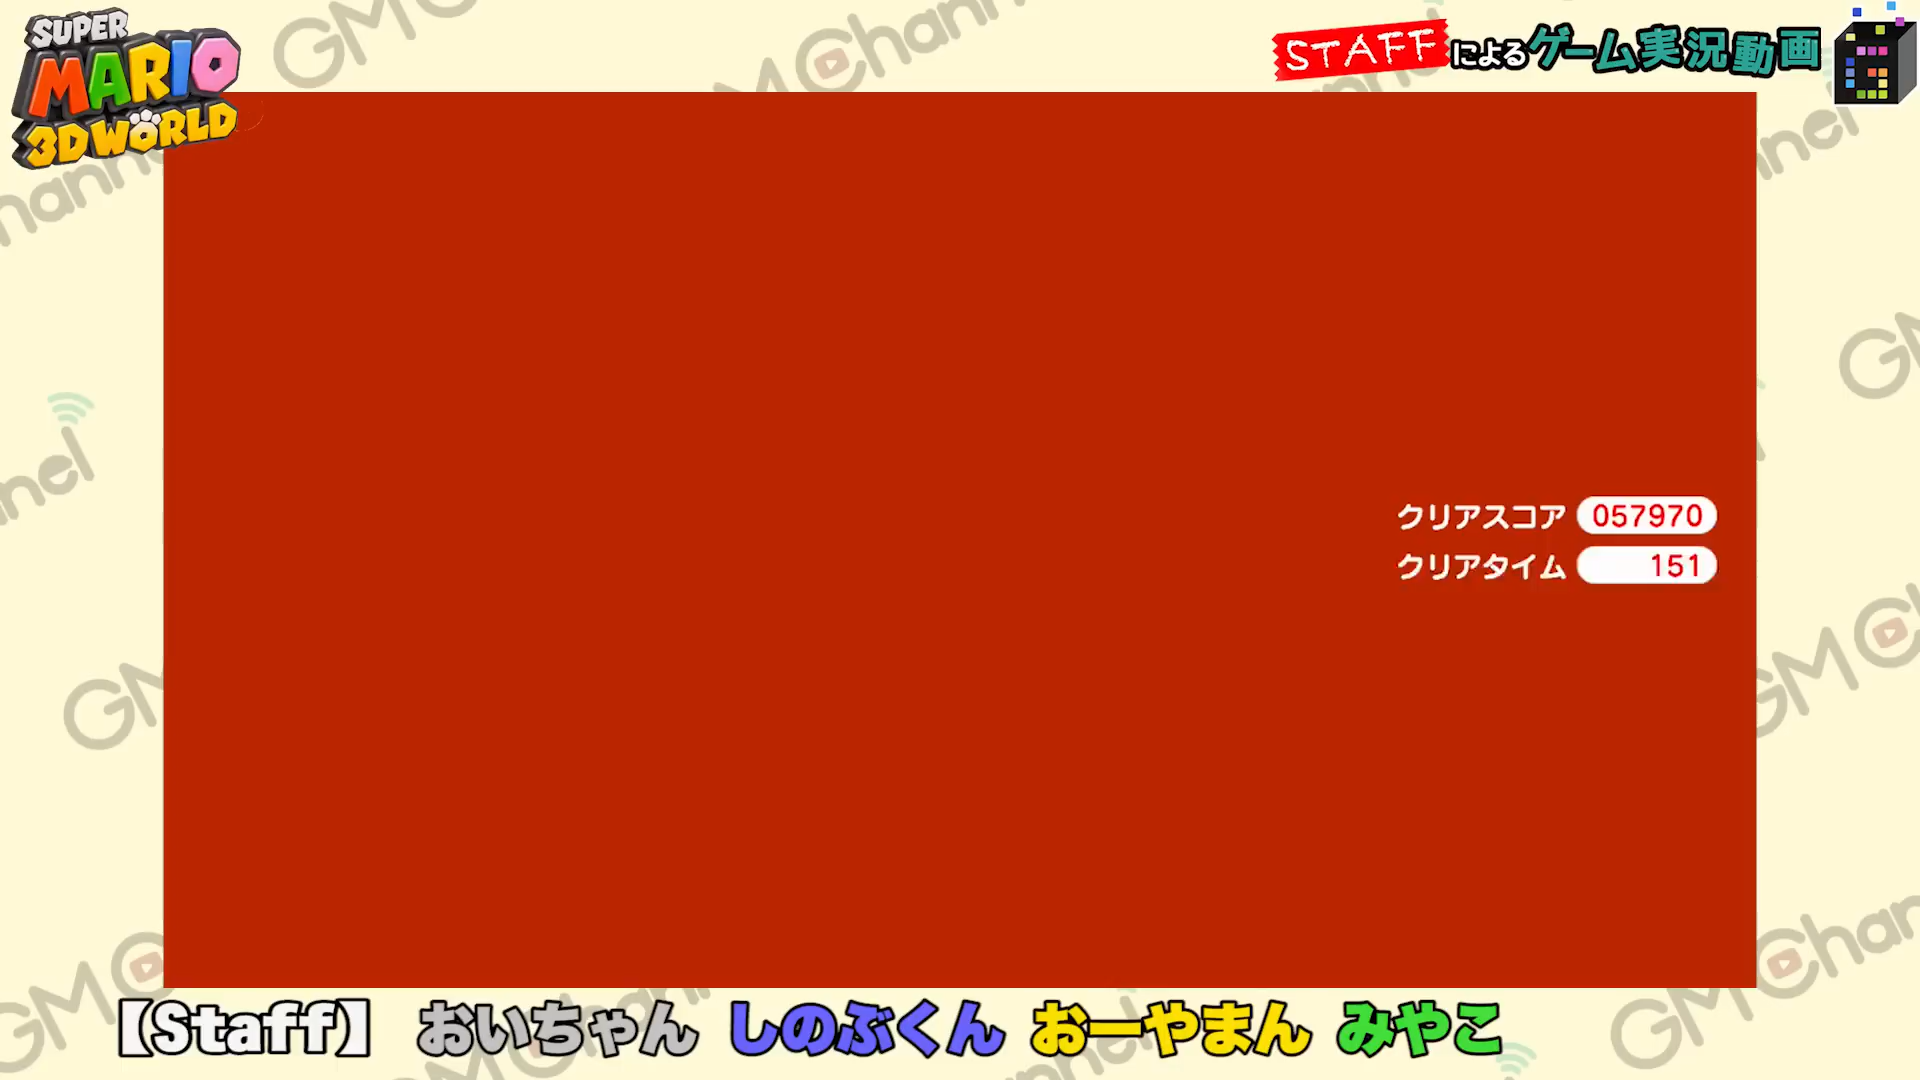 SUPER
MARIO
3D WORLD
STAFFによるゲーム実況動画
クリアスコア 057970
クリアタイム 151
【Staff】 おいちゃん しのぶくん おーやまん みやこ
GMChannel